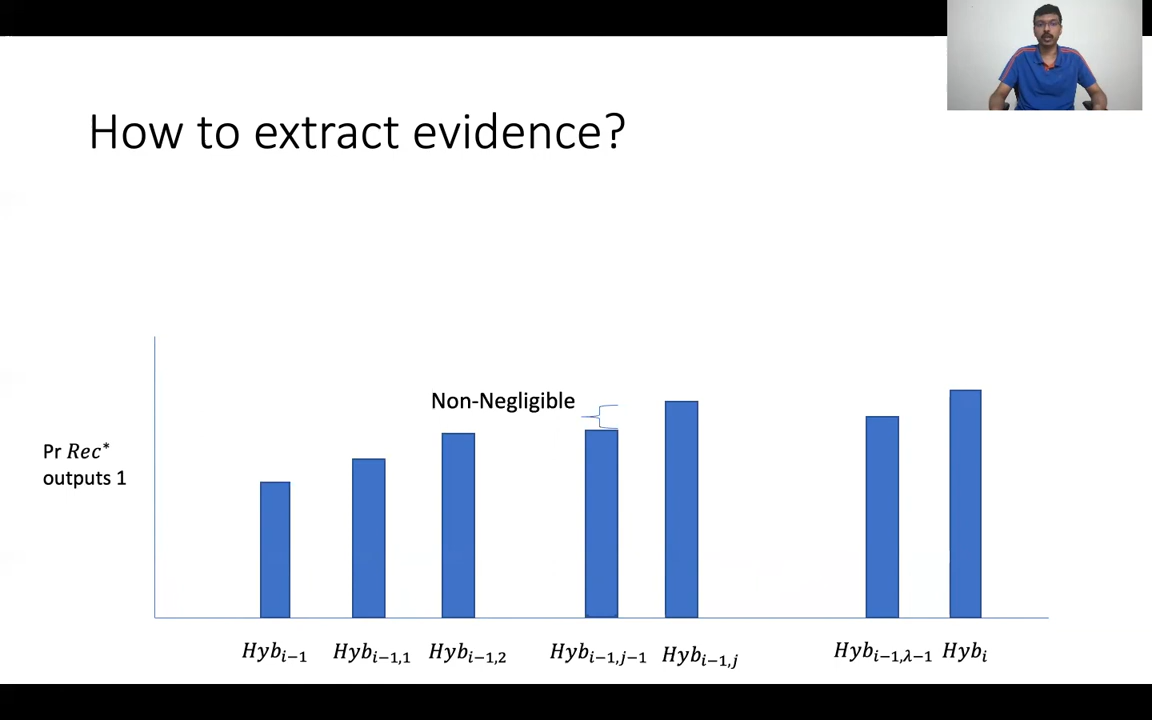 How to extract evidence?
Non-Negligible
Pr Rec*
outputs 1
Hyb_{i−1} Hyb_{i−1,1} Hyb_{i−1,2} Hyb_{i−1,j−1} Hyb_{i−1,j} Hyb_{i−1,λ−1} Hyb_i